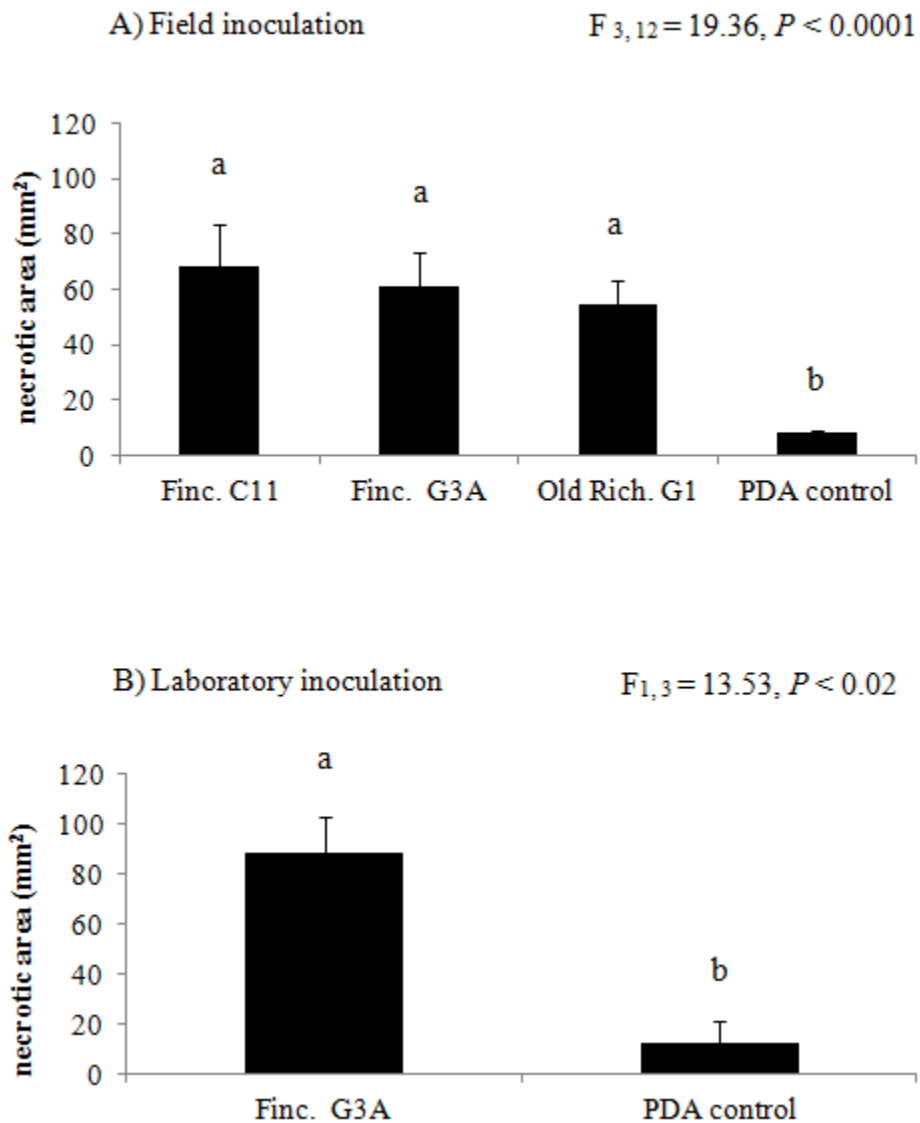 A) Field inoculation F 3, 12 = 19.36, P < 0.0001
necrotic area (mm²)
120
100
80
60
40
20
0
a
a
a
b
Finc. C11 Finc. G3A Old Rich. G1 PDA control
B) Laboratory inoculation F1, 3 = 13.53, P < 0.02
necrotic area (mm²)
120
100
80
60
40
20
0
a
b
Finc. G3A PDA control